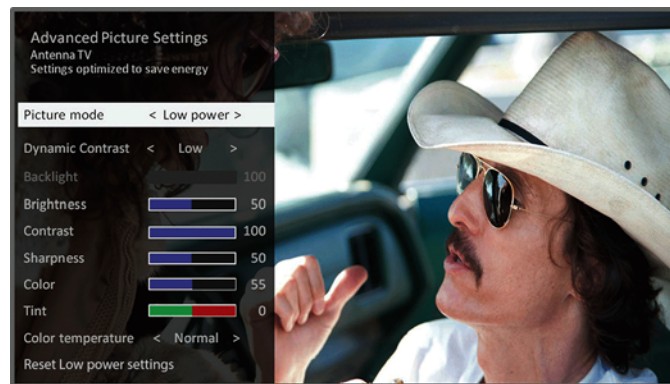 Advanced Picture Settings
Antenna TV
Settings optimized to save energy
Picture mode < Low power >
Dynamic Contrast < Low >
Backlight 100
Brightness 50
Contrast 100
Sharpness 50
Color 55
Tint 0
Color temperature < Normal >
Reset Low power settings